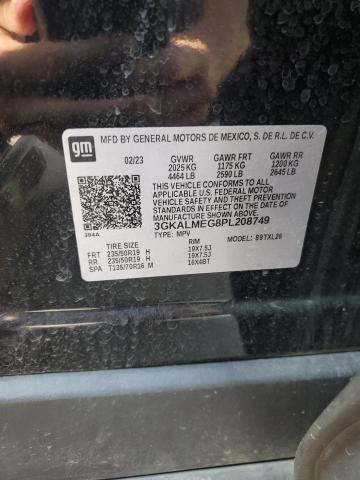 gm
MFD BY GENERAL MOTORS DE MEXICO, S. DE R.L. DE C.V.
02/23 GVWR GAWR FRT GAWR RR
2025 KG 1175 KG 1200 KG
4464 LB 2590 LB 2645 LB
THIS VEHICLE CONFORMS TO ALL
APPLICABLE U.S. FEDERAL MOTOR
VEHICLE SAFETY AND THEFT
PREVENTION STANDARDS IN EFFECT
ON THE DATE OF MANUFACTURE
SHOWN ABOVE.
3GKALMEG8PL208749
394A TYPE: MPV MODEL: 89TXL26
TIRE SIZE RIM
FRT 235/50R19 H 19X7.5J
RR 235/50R19 H 19X7.5J
SPA T135/70R16 M 16X4BT